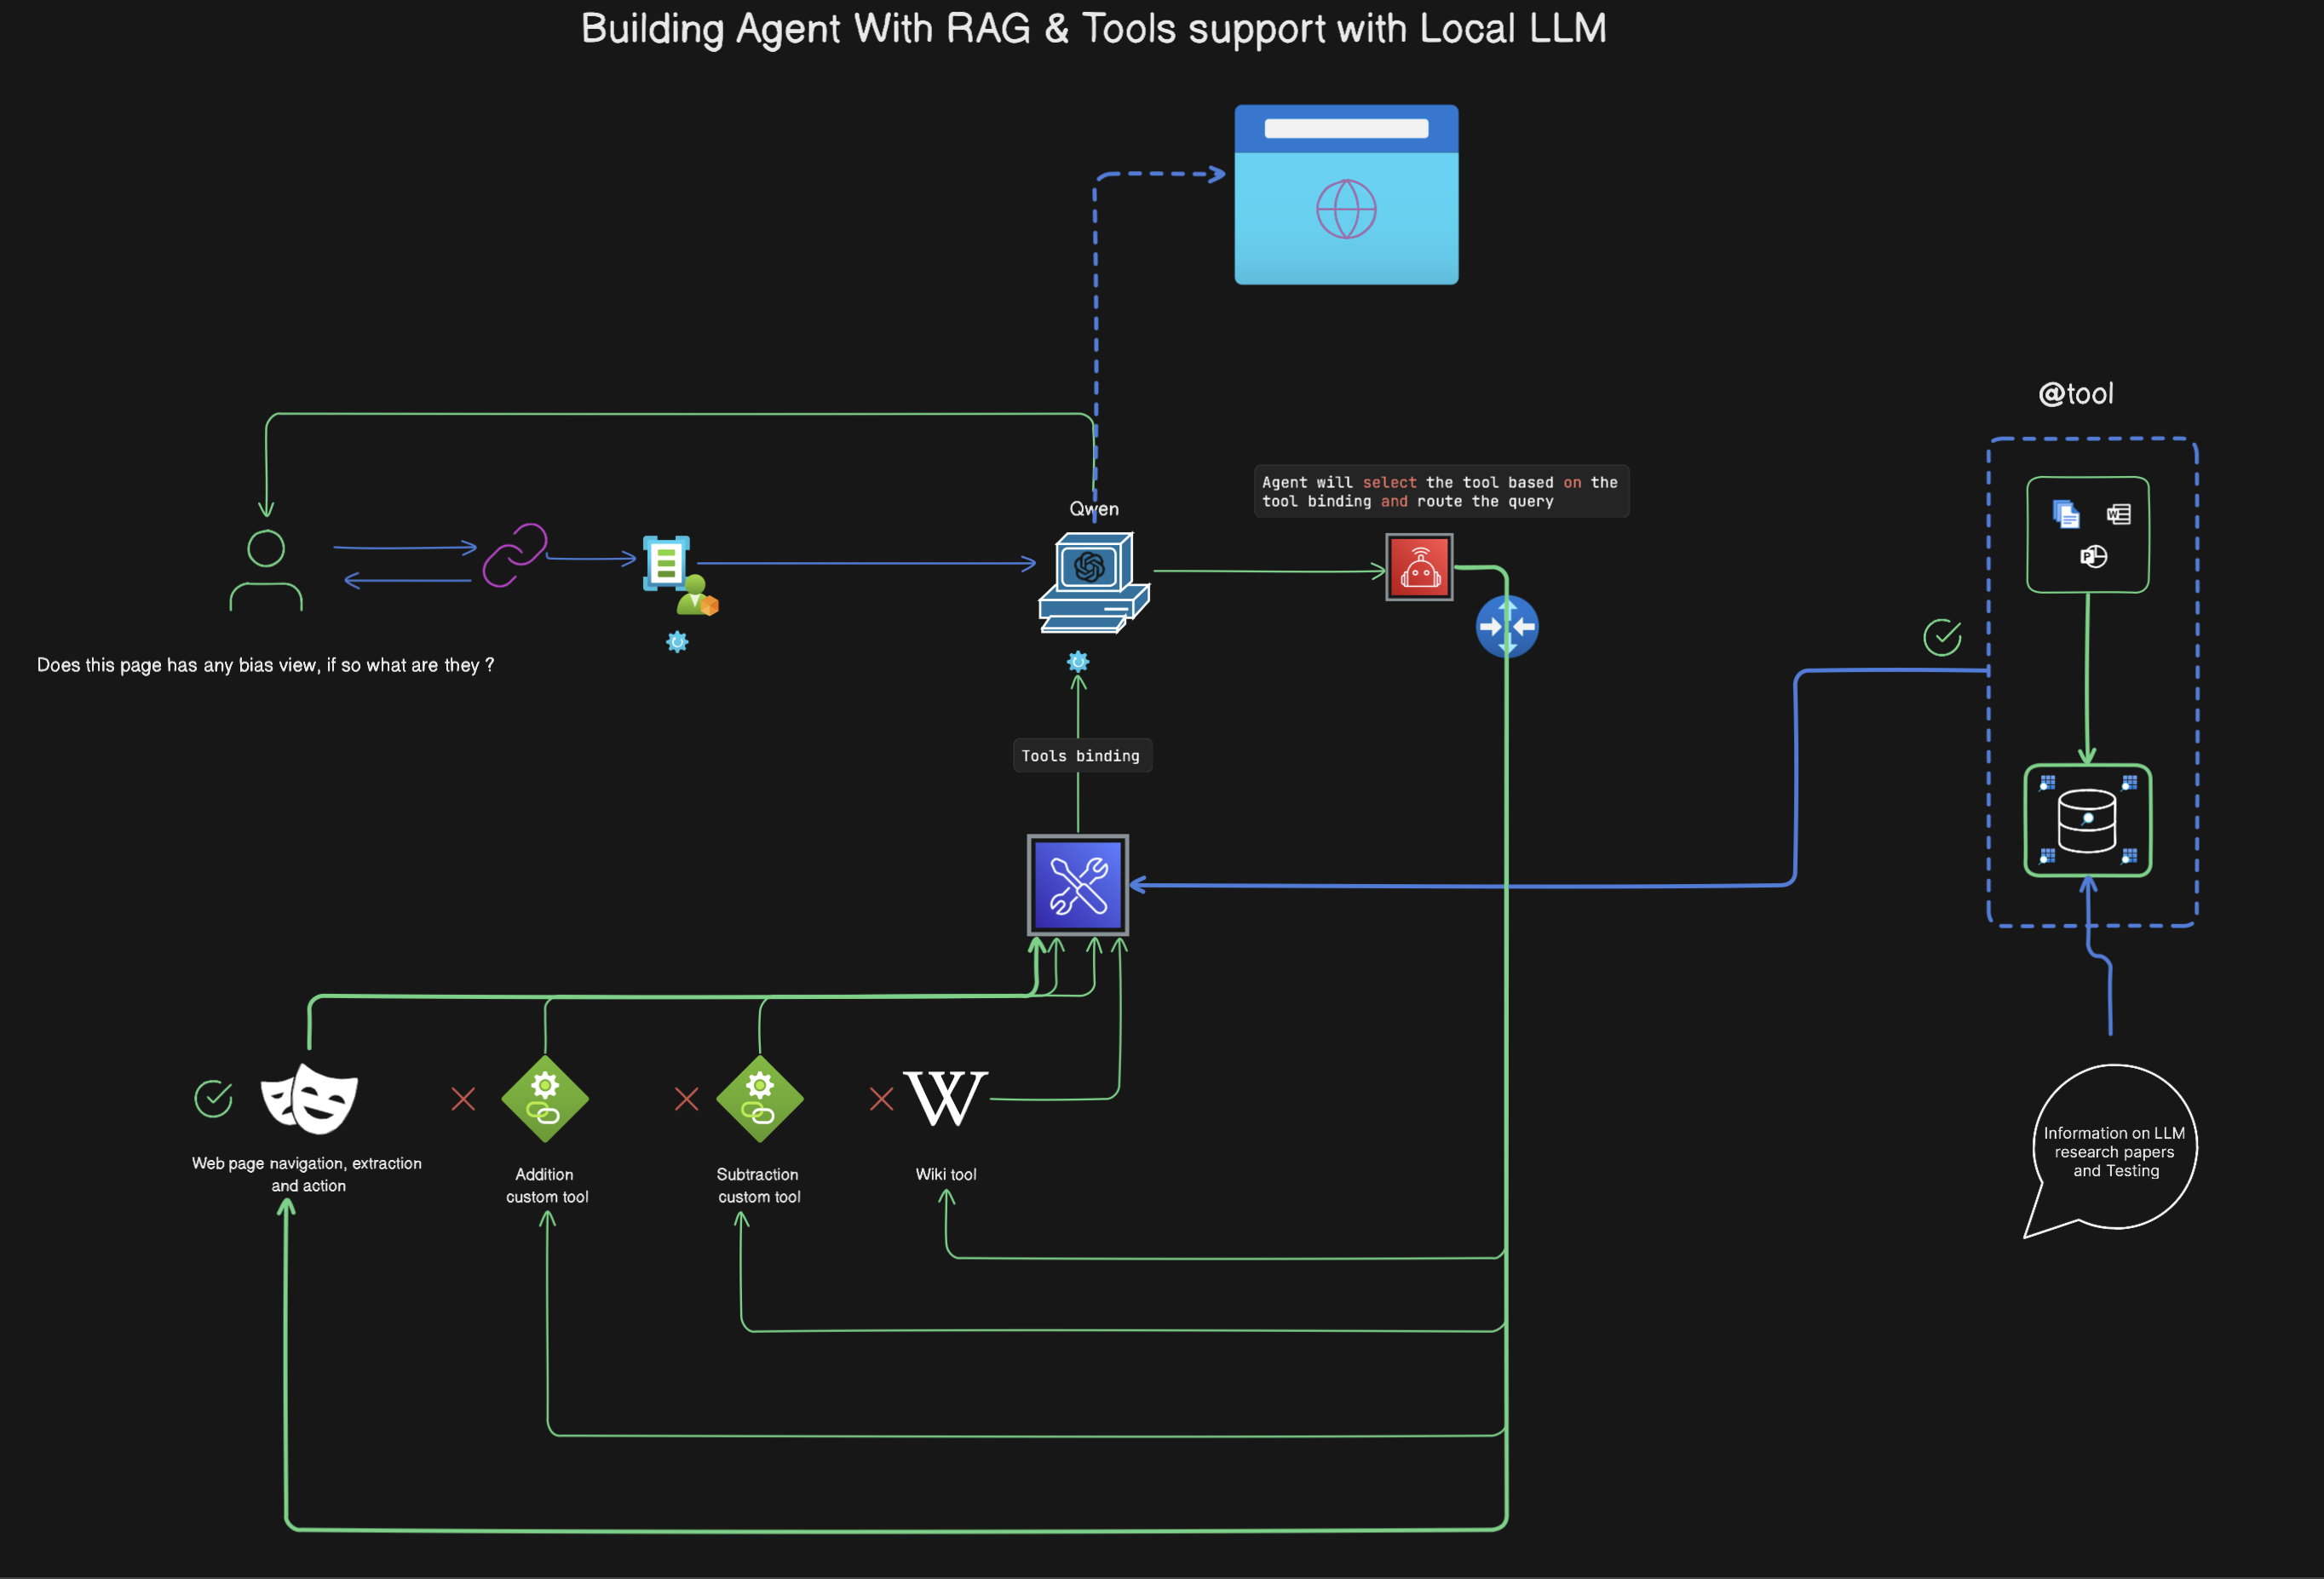 Building Agent With RAG & Tools support with Local LLM
@tool
Qwen
Agent will select the tool based on the
tool binding and route the query
Does this page has any bias view, if so what are they ?
Tools binding
W
Web page navigation, extraction
and action
Addition
custom tool
Subtraction
custom tool
Wiki tool
Information on LLM
research papers
and Testing